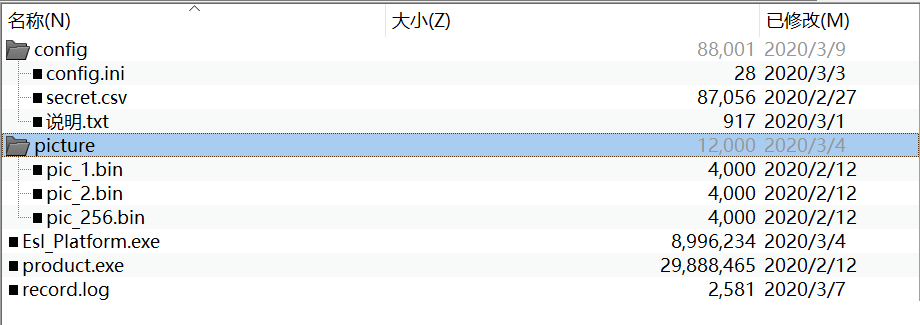 名称(N) 大小(Z) 已修改(M)
config 88,001 2020/3/9
config.ini 28 2020/3/3
secret.csv 87,056 2020/2/27
说明.txt 917 2020/3/1
picture 12,000 2020/3/4
pic_1.bin 4,000 2020/2/12
pic_2.bin 4,000 2020/2/12
pic_256.bin 4,000 2020/2/12
Esl_Platform.exe 8,996,234 2020/3/4
product.exe 29,888,465 2020/2/12
record.log 2,581 2020/3/7